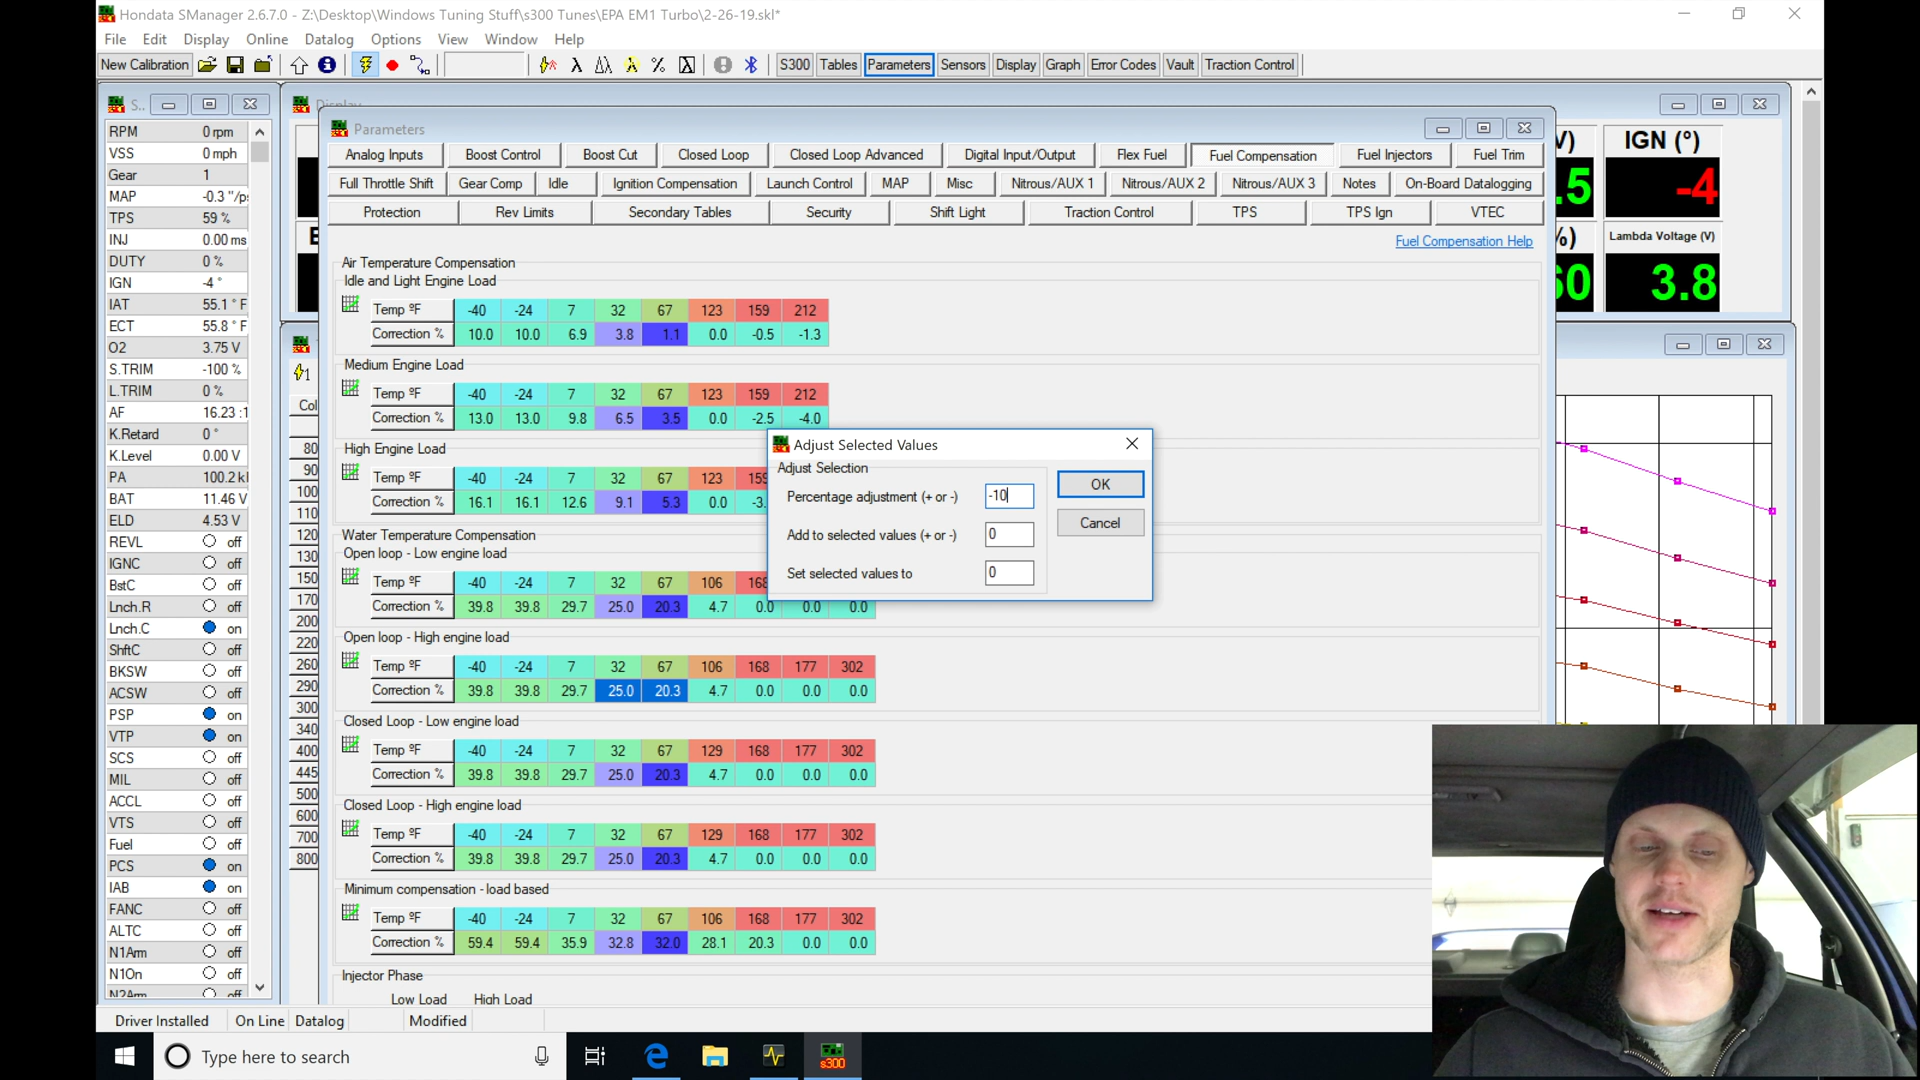 Hondata SManager 2.6.7.0 - Z:\Desktop\Windows Tuning Stuff\s300 Tunes\EPA EM1 Turbo\2-26-19.skl*
File Edit Display Online Datalog Options View Window Help
New Calibration S300 Tables Parameters Sensors Display Graph Error Codes Vault Traction Control
S..
Parameters
Analog Inputs Boost Control Boost Cut Closed Loop Closed Loop Advanced Digital Input/Output Flex Fuel Fuel Compensation Fuel Injectors Fuel Trim
Full Throttle Shift Gear Comp Idle Ignition Compensation Launch Control MAP Misc Nitrous/AUX 1 Nitrous/AUX 2 Nitrous/AUX 3 Notes On-Board Datalogging
Protection Rev Limits Secondary Tables Security Shift Light Traction Control TPS TPS Ign VTEC
Fuel Compensation Help
RPM 0 rpm
VSS 0 mph
Gear 1
MAP -0.3 "/p
TPS 59 %
INJ 0.00 ms
DUTY 0 %
IGN -4 °
IAT 55.1 ° F
ECT 55.8 ° F
O2 3.75 V
S.TRIM -100 %
L.TRIM 0 %
AF 16.23 :1
K.Retard 0 °
K.Level 0.00 V
PA 100.2 k
BAT 11.46 V
ELD 4.53 V
REVL off
IGNC off
BstC off
Lnch.R off
Lnch.C on
ShftC off
BKSW off
ACSW off
PSP on
VTP on
SCS off
MIL off
ACCL off
VTS off
Fuel off
PCS on
IAB on
FANC off
ALTC off
N1Arm off
N1On off
N2Arm off
Col
80
90
100
110
120
130
150
170
200
220
260
290
300
340
400
445
500
600
700
800
Air Temperature Compensation
Idle and Light Engine Load
Temp ºF -40 -24 7 32 67 123 159 212
Correction % 10.0 10.0 6.9 3.8 1.1 0.0 -0.5 -1.3
Medium Engine Load
Temp ºF -40 -24 7 32 67 123 159 212
Correction % 13.0 13.0 9.8 6.5 3.5 0.0 -2.5 -4.0
High Engine Load
Temp ºF -40 -24 7 32 67 123 159
Correction % 16.1 16.1 12.6 9.1 5.3 0.0 -3.
Water Temperature Compensation
Open loop - Low engine load
Temp ºF -40 -24 7 32 67 106 168
Correction % 39.8 39.8 29.7 25.0 20.3 4.7 0.0 0.0 0.0
Open loop - High engine load
Temp ºF -40 -24 7 32 67 106 168 177 302
Correction % 39.8 39.8 29.7 25.0 20.3 4.7 0.0 0.0 0.0
Closed Loop - Low engine load
Temp ºF -40 -24 7 32 67 129 168 177 302
Correction % 39.8 39.8 29.7 25.0 20.3 4.7 0.0 0.0 0.0
Closed Loop - High engine load
Temp ºF -40 -24 7 32 67 129 168 177 302
Correction % 39.8 39.8 29.7 25.0 20.3 4.7 0.0 0.0 0.0
Minimum compensation - load based
Temp ºF -40 -24 7 32 67 106 168 177 302
Correction % 59.4 59.4 35.9 32.8 32.0 28.1 20.3 0.0 0.0
Injector Phase
Low Load High Load
Adjust Selected Values
Adjust Selection
Percentage adjustment (+ or -) -10
Add to selected values (+ or -) 0
Set selected values to 0
OK
Cancel
V) IGN (°)
.5 -4
%) Lambda Voltage (V)
60 3.8
Driver Installed On Line Datalog Modified
Type here to search
s300